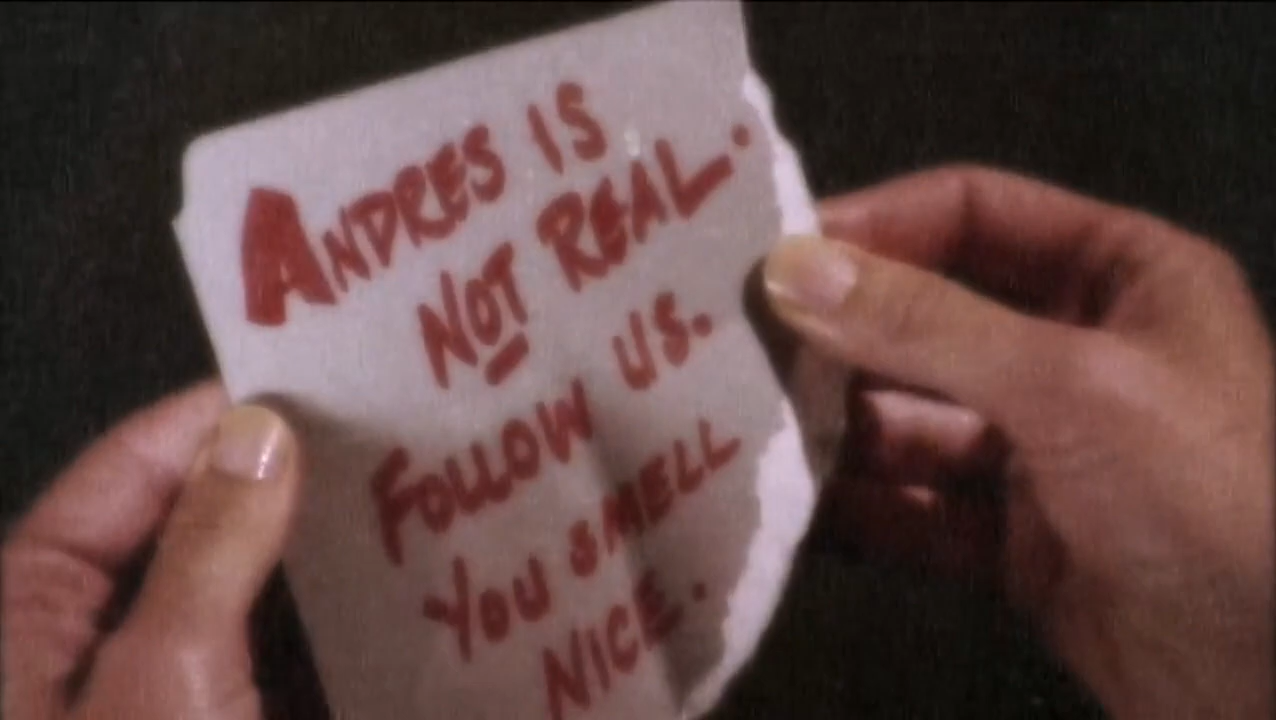 ANDRES IS
NOT REAL.
FOLLOW US.
YOU SMELL
NICE.